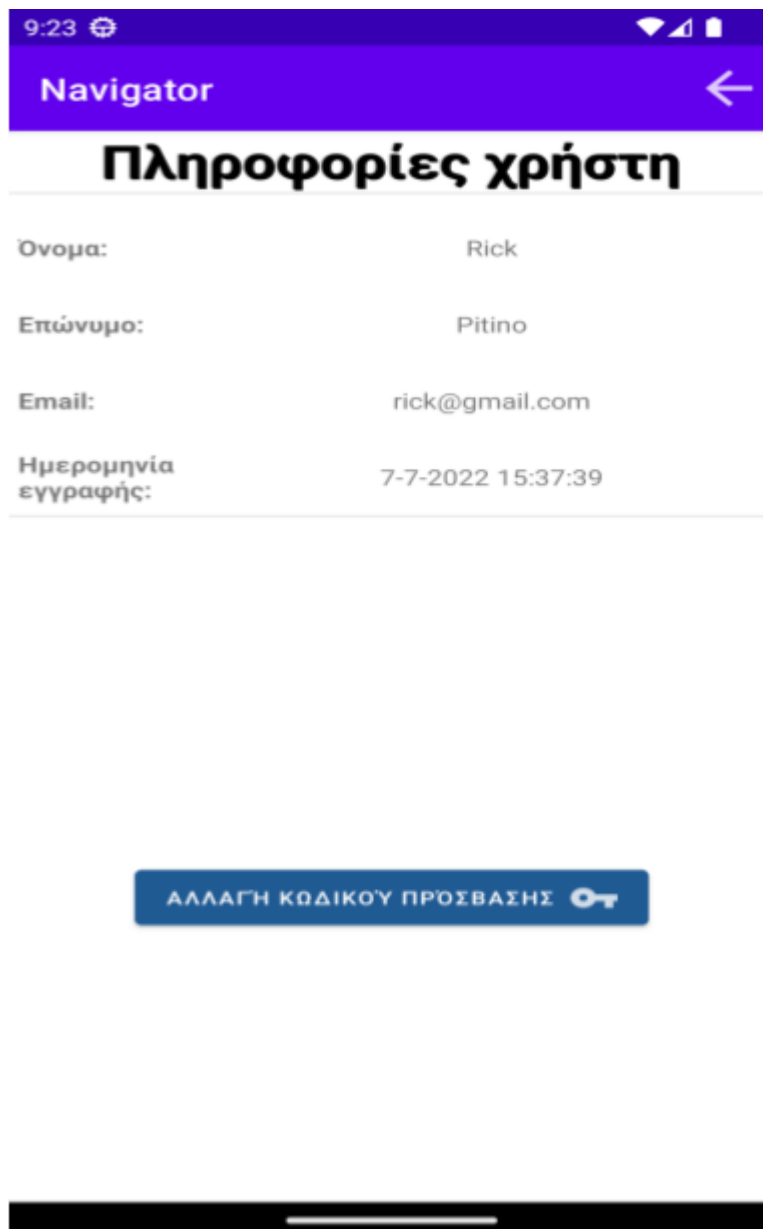 9:23
Navigator
Πληροφορίες χρήστη
Όνομα: Rick
Επώνυμο: Pitino
Email: rick@gmail.com
Ημερομηνία
εγγραφής: 7-7-2022 15:37:39
ΑΛΛΑΓΉ ΚΩΔΙΚΟΎ ΠΡΌΣΒΑΣΗΣ